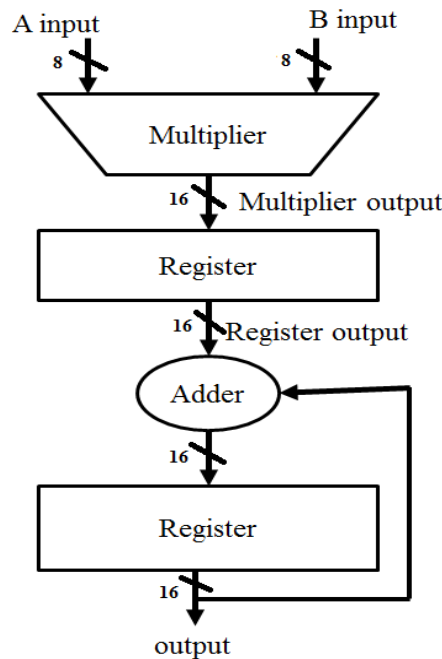 A input
B input
8
8
Multiplier
16
Multiplier output
Register
16
Register output
Adder
16
Register
16
output